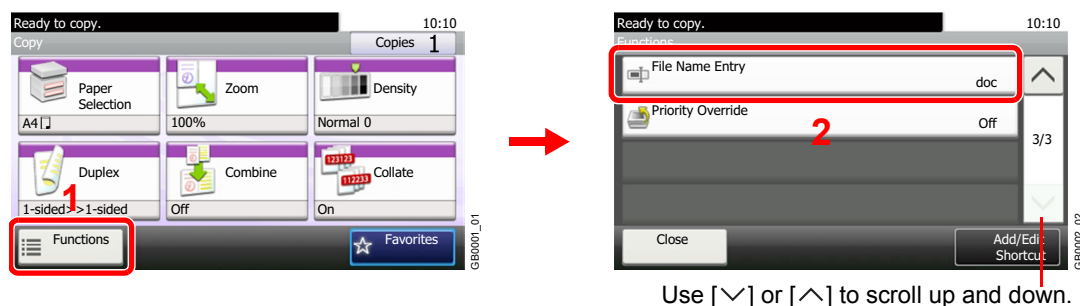 Ready to copy. 10:10
Copy Copies 1
Paper Selection
A4
Zoom
100%
Density
Normal 0
Duplex
1-sided>>1-sided
Combine
Off
123123
112233
Collate
On
1
Functions
Favorites
GB0001_01
Ready to copy. 10:10
Functions
File Name Entry
doc
Priority Override
Off
2
3/3
Close
Add/Edit
Shortcut
GB0002_02
Use [∨] or [∧] to scroll up and down.